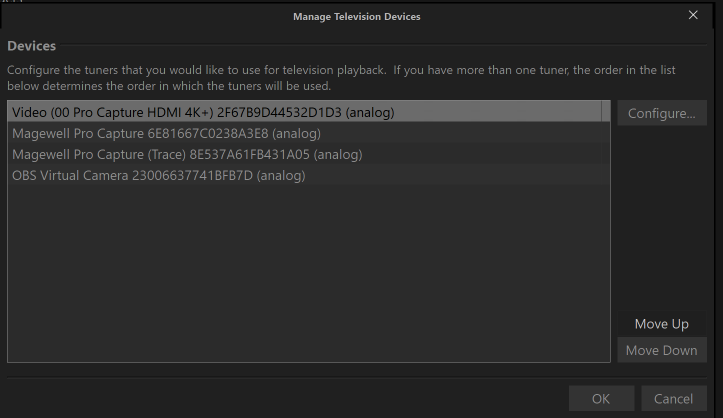 Manage Television Devices
Devices
Configure the tuners that you would like to use for television playback. If you have more than one tuner, the order in the list
below determines the order in which the tuners will be used.
Video (00 Pro Capture HDMI 4K+) 2F67B9D44532D1D3 (analog)
Configure...
Magewell Pro Capture 6E81667C0238A3E8 (analog)
Magewell Pro Capture (Trace) 8E537A61FB431A05 (analog)
OBS Virtual Camera 23006637741BFB7D (analog)
Move Up
Move Down
OK
Cancel